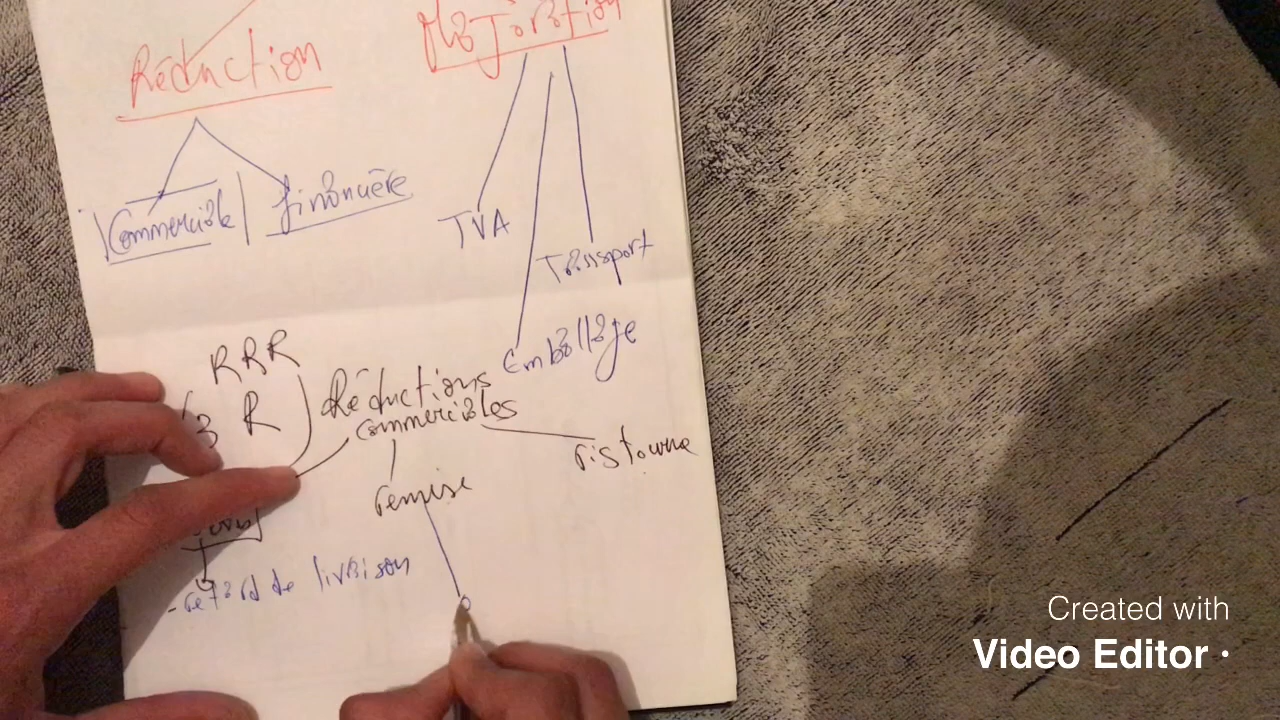 Réduction
Majoration
Commerciale
financière
TVA
Transport
Emballage
RRR
3 R
Réductions
commerciales
remise
ristourne
- retard de livraison
Created with
Video Editor